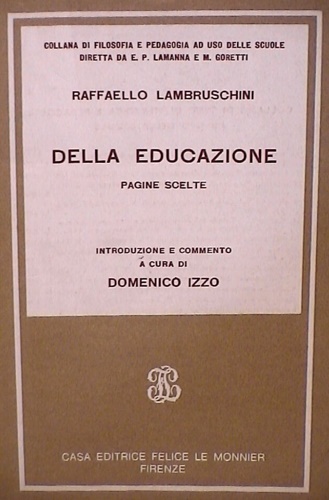 COLLANA DI FILOSOFIA E PEDAGOGIA AD USO DELLE SCUOLE
DIRETTA DA E. P. LAMANNA E M. GORETTI
RAFFAELLO LAMBRUSCHINI
DELLA EDUCAZIONE
PAGINE SCELTE
INTRODUZIONE E COMMENTO
A CURA DI
DOMENICO IZZO
CASA EDITRICE FELICE LE MONNIER
FIRENZE